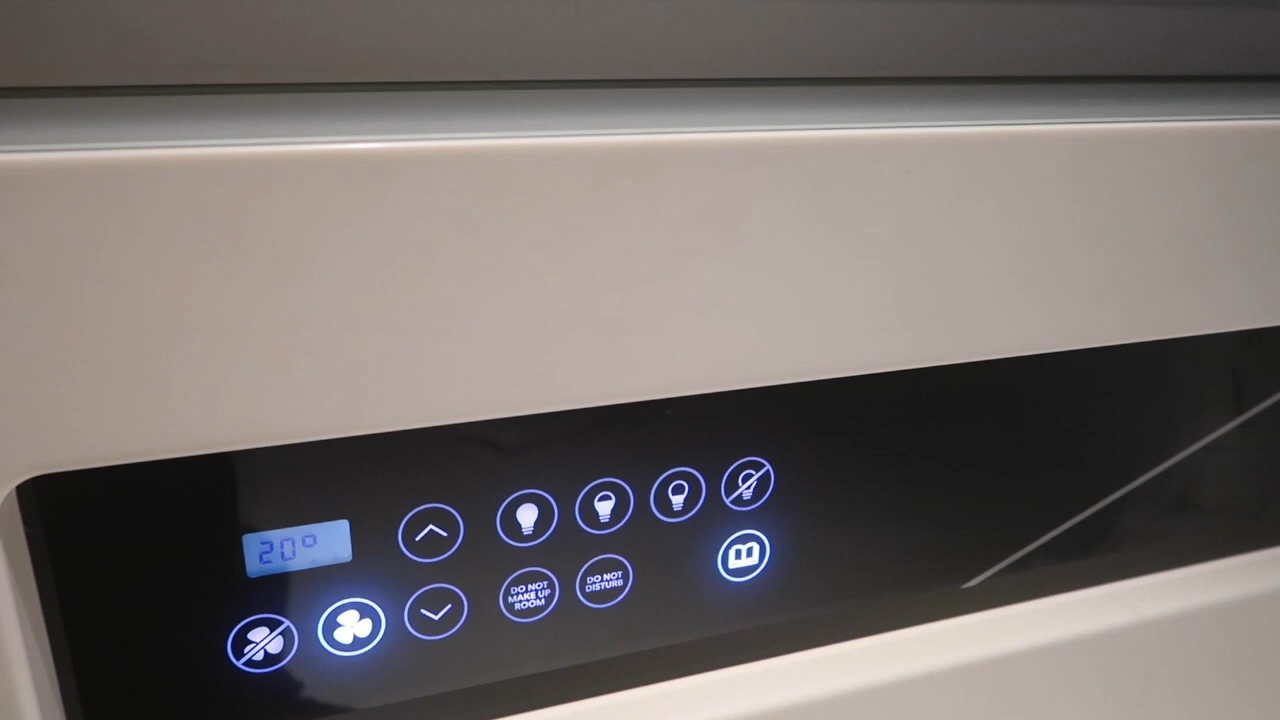 20°
DO NOT
MAKE UP
ROOM
DO NOT
DISTURB